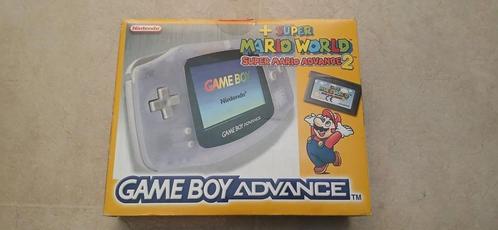 Nintendo
+ SUPER
MARIO WORLD
SUPER MARIO ADVANCE 2
GAME BOY
Nintendo
GAME BOY ADVANCE
GAME BOY ADVANCE TM